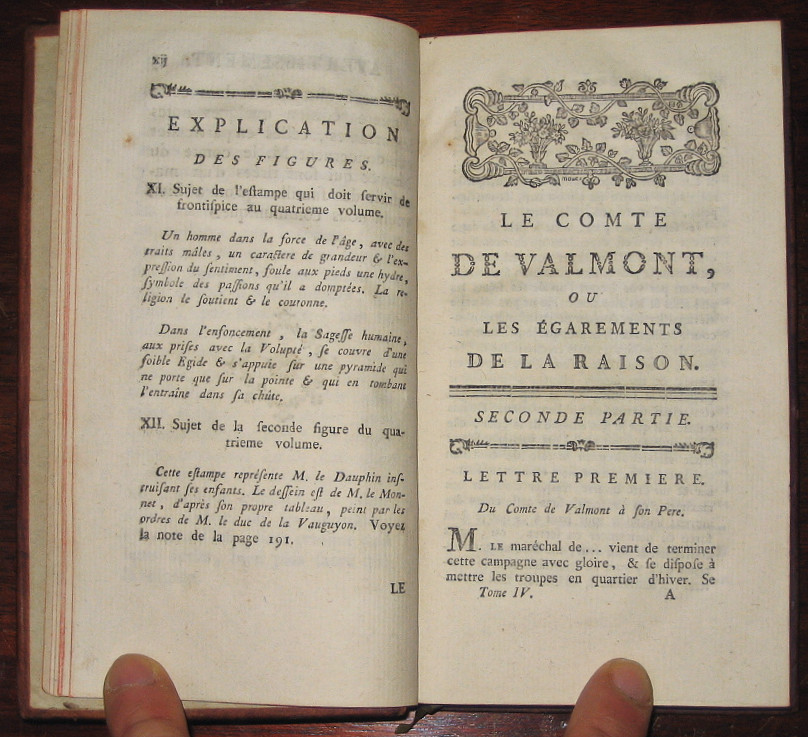 xij
EXPLICATION
DES FIGURES.
XI. Sujet de l'eſtampe qui doit ſervir de
frontiſpice au quatrieme volume.
Un homme dans la force de l'âge, avec des
traits mâles, un caractere de grandeur & l'ex-
preſſion du ſentiment, foule aux pieds une hydre,
ſymbole des paſſions qu'il a domptées. La re-
ligion le ſoutient & le couronne.
Dans l'enfoncement, la Sageſſe humaine,
aux priſes avec la Volupté, ſe couvre d'une
foible Egide & s'appuie ſur une pyramide qui
ne porte que ſur la pointe & qui en tombant
l'entraîne dans ſa chûte.
XII. Sujet de la ſeconde figure du qua-
trieme volume.
Cette eſtampe repréſente M. le Dauphin inſ-
truiſant ſes enfants. Le deſſein eſt de M. le Mon-
net, d'après ſon propre tableau, peint par les
ordres de M. le duc de la Vauguyon. Voyez
la note de la page 191.
LE
LE COMTE
DE VALMONT,
OU
LES ÉGAREMENTS
DE LA RAISON.
SECONDE PARTIE.
LETTRE PREMIERE.
Du Comte de Valmont à ſon Pere.
M. LE maréchal de... vient de terminer
cette campagne avec gloire, & ſe diſpoſe à
mettre les troupes en quartier d'hiver. Se
Tome IV. A